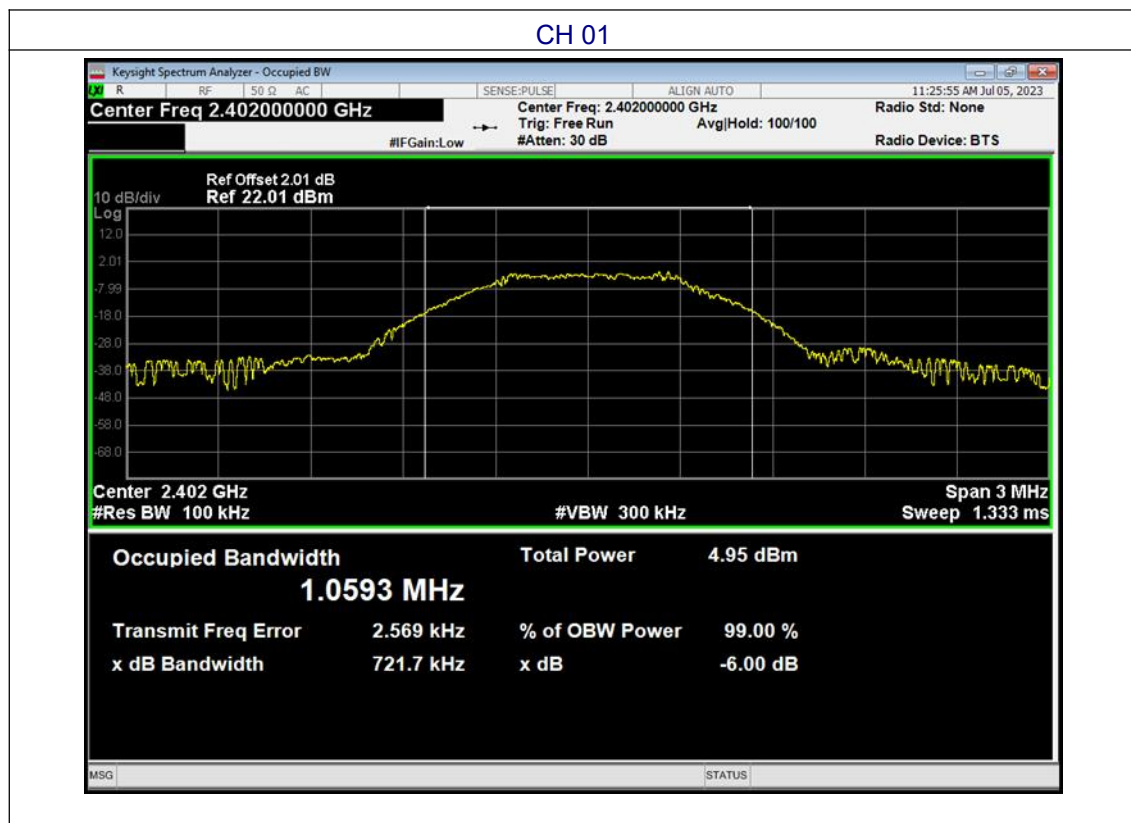 CH 01
Keysight Spectrum Analyzer - Occupied BW
LXI R RF 50 Ω AC SENSE:PULSE ALIGN AUTO 11:25:55 AM Jul 05, 2023
Center Freq 2.402000000 GHz Center Freq: 2.402000000 GHz Radio Std: None
Trig: Free Run Avg|Hold: 100/100
#IFGain:Low #Atten: 30 dB Radio Device: BTS
Ref Offset 2.01 dB
10 dB/div Ref 22.01 dBm
Log
12.0
2.01
-7.99
-18.0
-28.0
-38.0
-48.0
-58.0
-68.0
Center 2.402 GHz Span 3 MHz
#Res BW 100 kHz #VBW 300 kHz Sweep 1.333 ms
Occupied Bandwidth Total Power 4.95 dBm
1.0593 MHz
Transmit Freq Error 2.569 kHz % of OBW Power 99.00 %
x dB Bandwidth 721.7 kHz x dB -6.00 dB
MSG STATUS